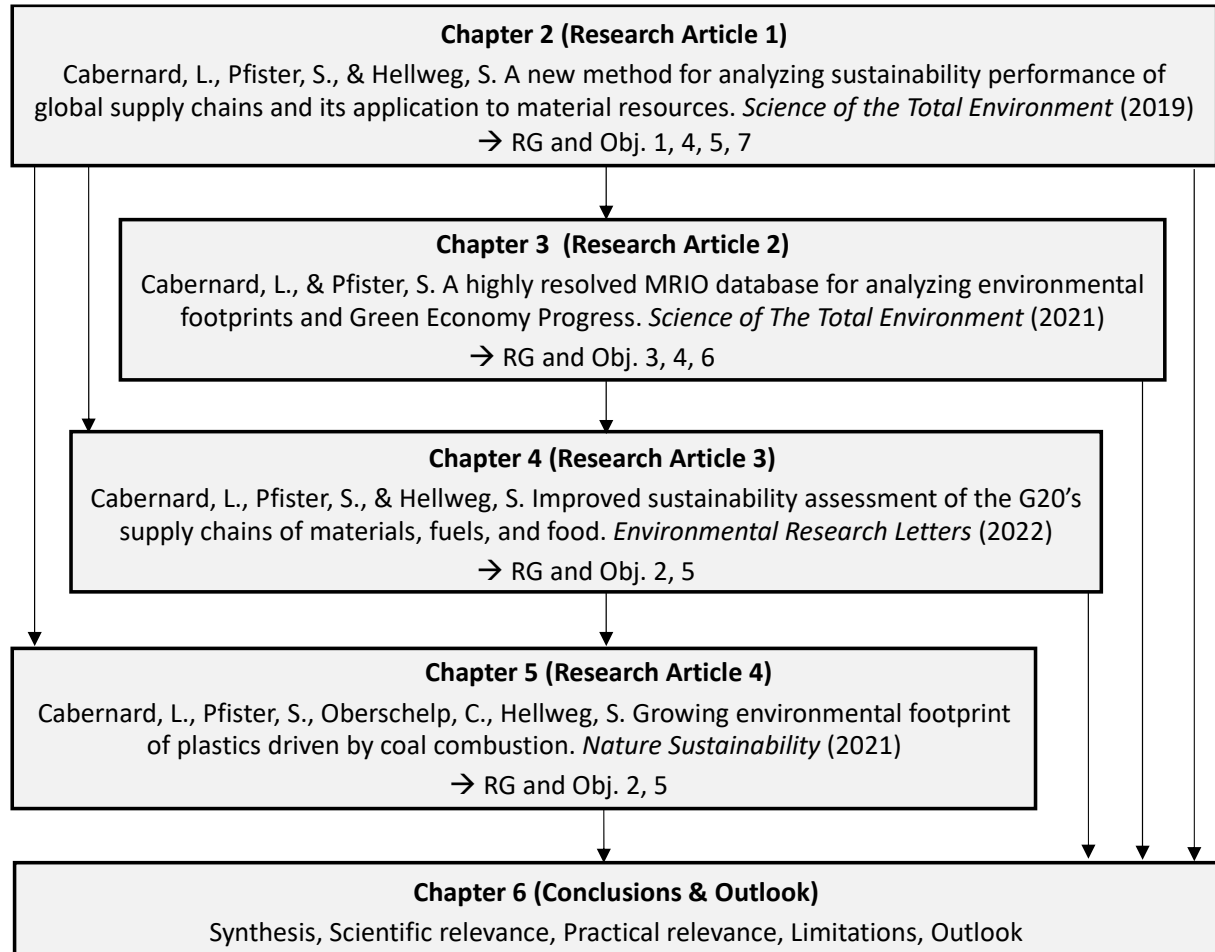 Chapter 2 (Research Article 1)
Cabernard, L., Pfister, S., & Hellweg, S. A new method for analyzing sustainability performance of
global supply chains and its application to material resources. Science of the Total Environment (2019)
→ RG and Obj. 1, 4, 5, 7
Chapter 3 (Research Article 2)
Cabernard, L., & Pfister, S. A highly resolved MRIO database for analyzing environmental
footprints and Green Economy Progress. Science of The Total Environment (2021)
→ RG and Obj. 3, 4, 6
Chapter 4 (Research Article 3)
Cabernard, L., Pfister, S., & Hellweg, S. Improved sustainability assessment of the G20’s
supply chains of materials, fuels, and food. Environmental Research Letters (2022)
→ RG and Obj. 2, 5
Chapter 5 (Research Article 4)
Cabernard, L., Pfister, S., Oberschelp, C., Hellweg, S. Growing environmental footprint
of plastics driven by coal combustion. Nature Sustainability (2021)
→ RG and Obj. 2, 5
Chapter 6 (Conclusions & Outlook)
Synthesis, Scientific relevance, Practical relevance, Limitations, Outlook